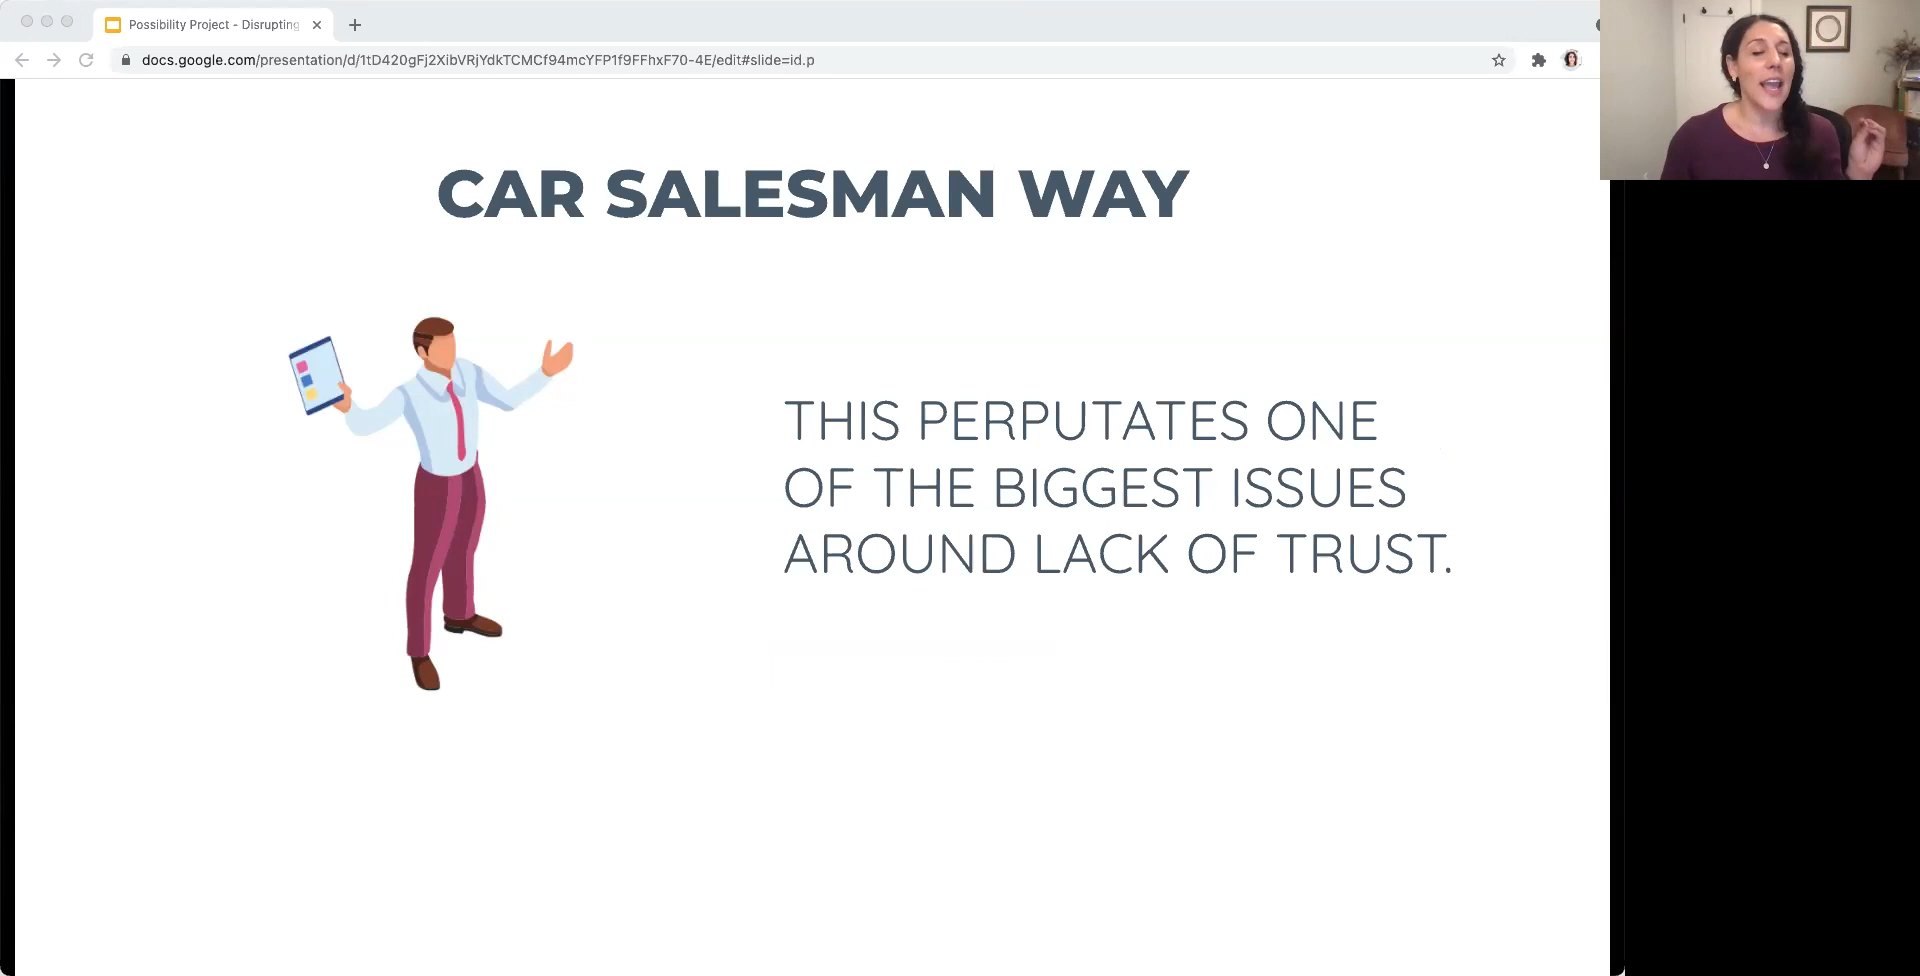 Possibility Project - Disrupting
docs.google.com/presentation/d/1tD420gFj2XibVRjYdkTCMCf94mcYFP1f9FFhxF70-4E/edit#slide=id.p
CAR SALESMAN WAY
THIS PERPUTATES ONE
OF THE BIGGEST ISSUES
AROUND LACK OF TRUST.